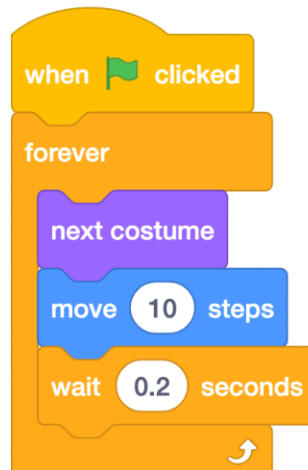 when clicked
forever
next costume
move 10 steps
wait 0.2 seconds